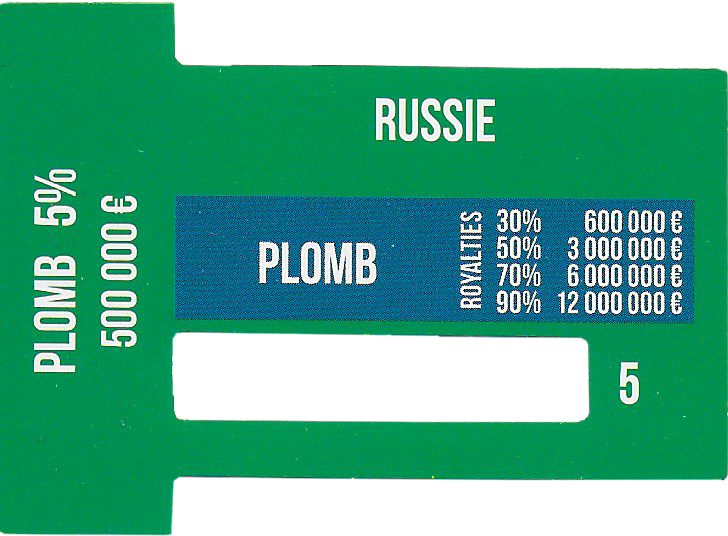 RUSSIE
PLOMB 5%
500 000 €
PLOMB
ROYALTIES
30% 600 000 €
50% 3 000 000 €
70% 6 000 000 €
90% 12 000 000 €
5